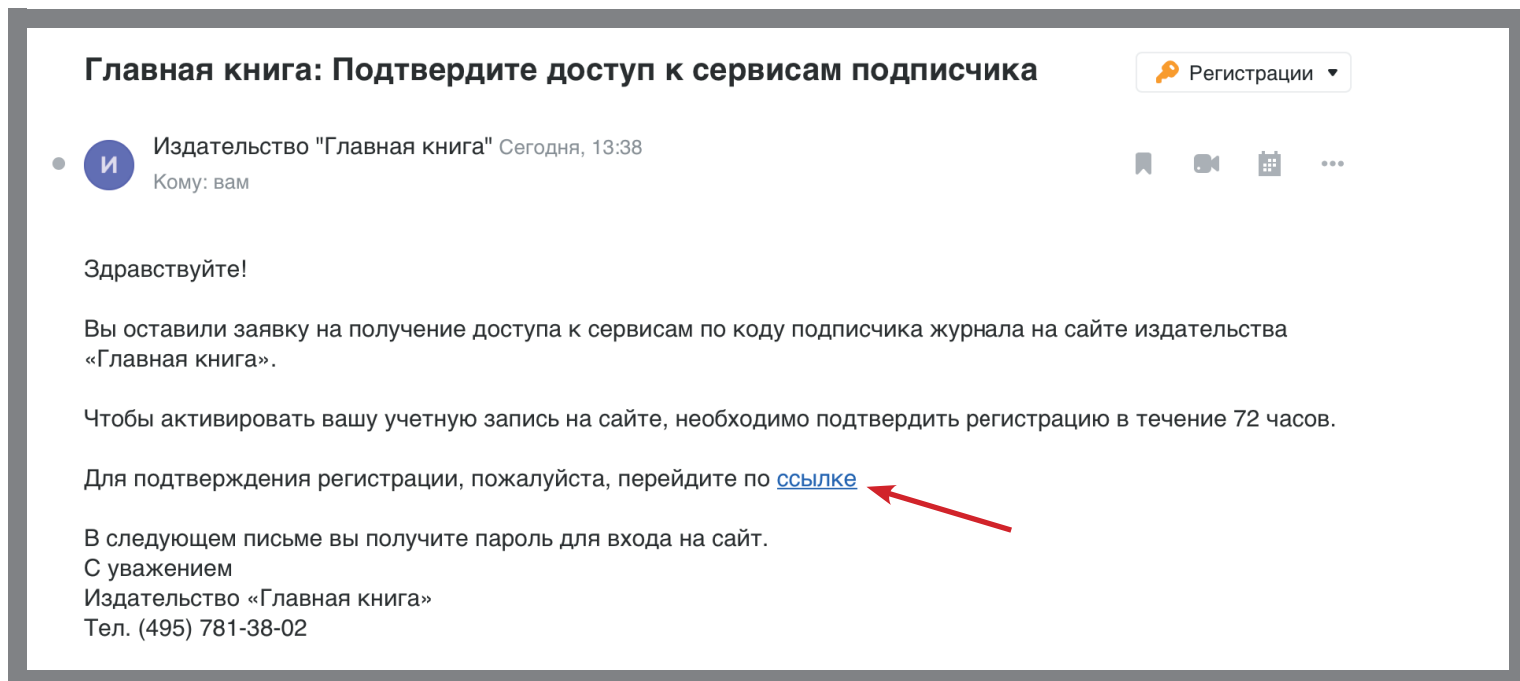 Главная книга: Подтвердите доступ к сервисам подписчика
Регистрации
И
Издательство "Главная книга" Сегодня, 13:38
Кому: вам
Здравствуйте!
Вы оставили заявку на получение доступа к сервисам по коду подписчика журнала на сайте издательства
«Главная книга».
Чтобы активировать вашу учетную запись на сайте, необходимо подтвердить регистрацию в течение 72 часов.
Для подтверждения регистрации, пожалуйста, перейдите по ссылке
В следующем письме вы получите пароль для входа на сайт.
С уважением
Издательство «Главная книга»
Тел. (495) 781-38-02